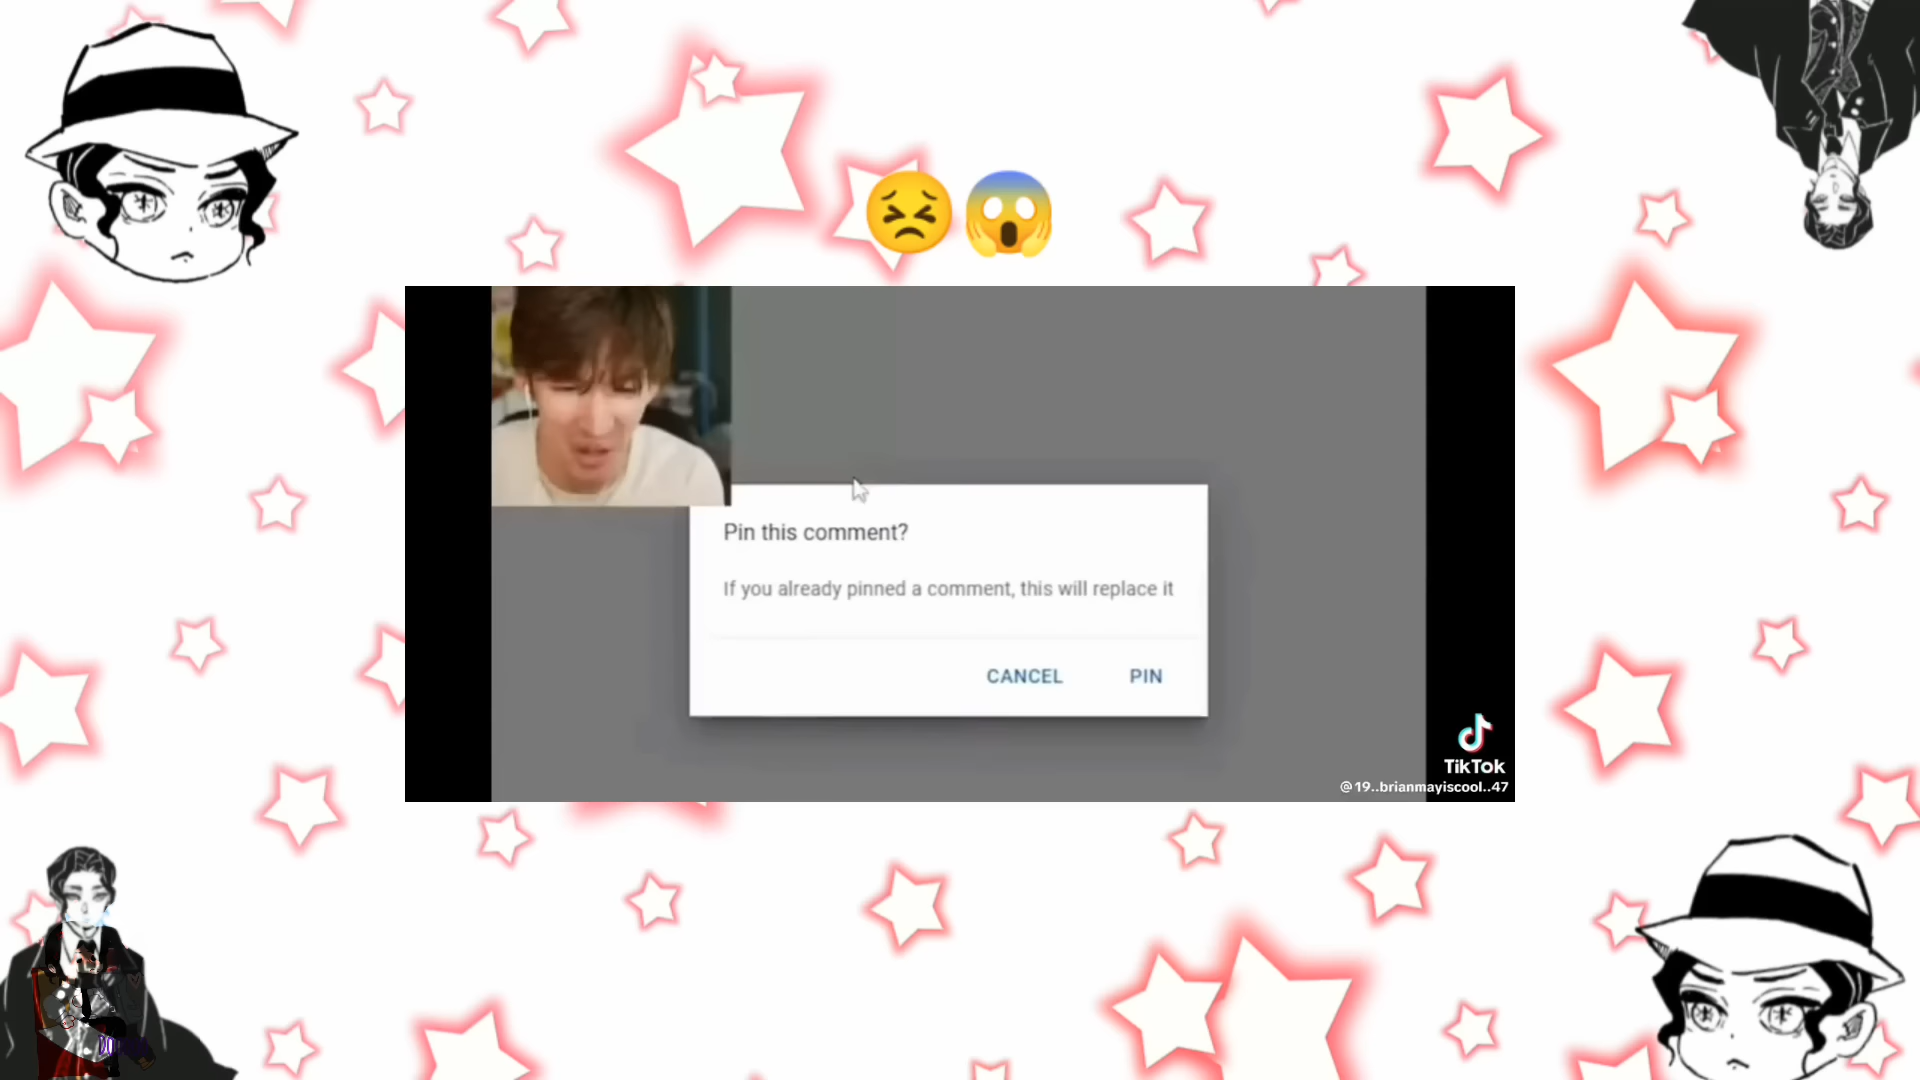 Pin this comment?
If you already pinned a comment, this will replace it
CANCEL PIN
TikTok
@19..brianmayiscool..47